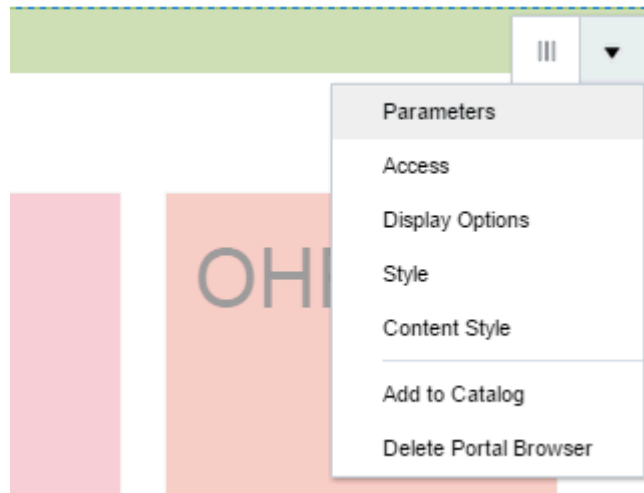 Parameters
Access
Display Options
Style
Content Style
Add to Catalog
Delete Portal Browser